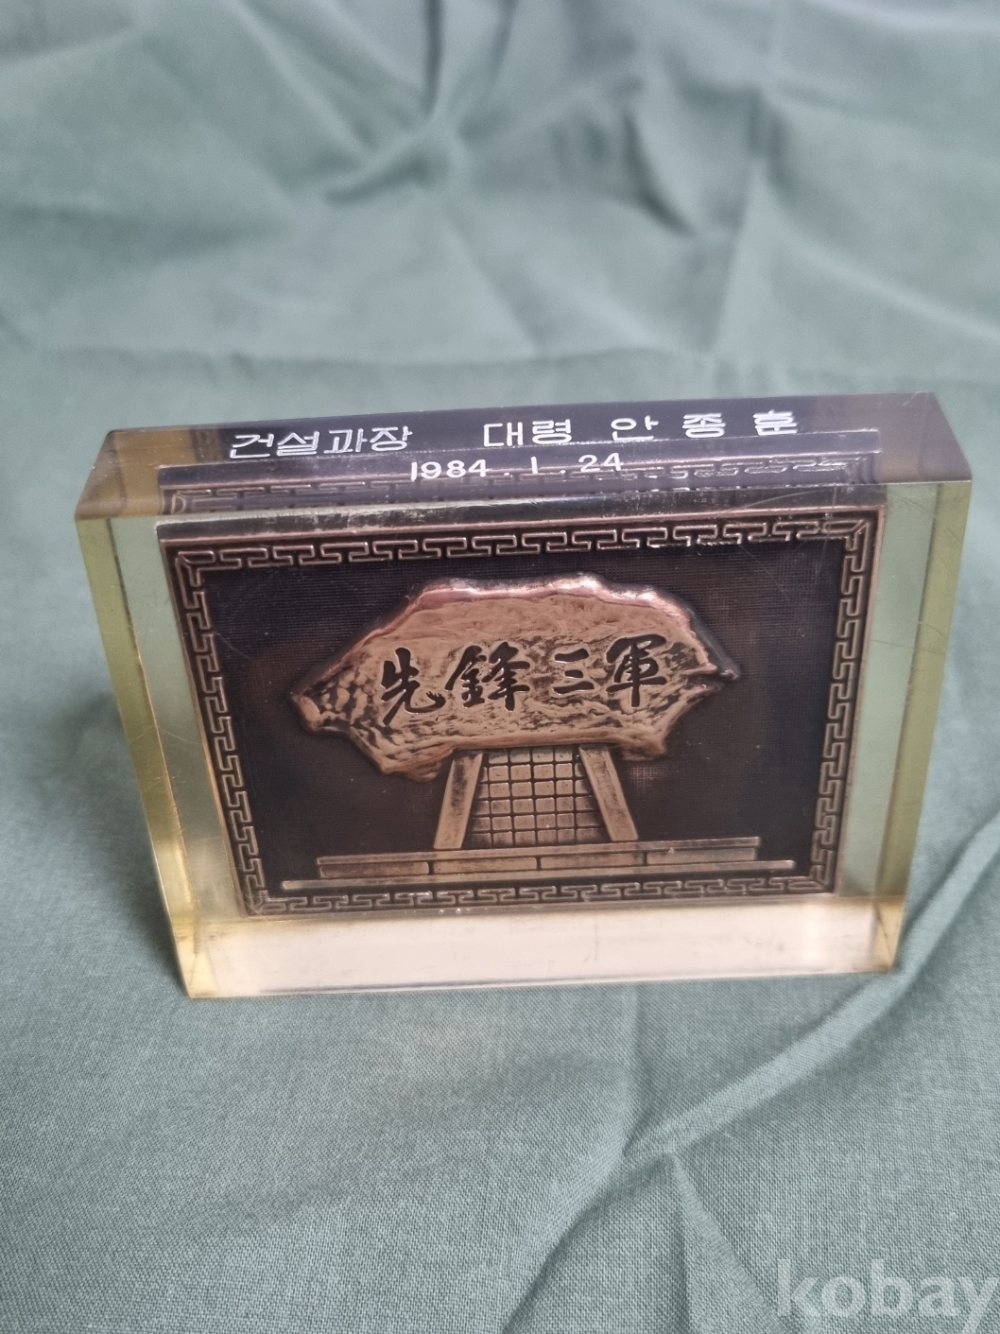 건설과장 대령 안종훈
1984. 1. 24
先鋒三軍
kobay